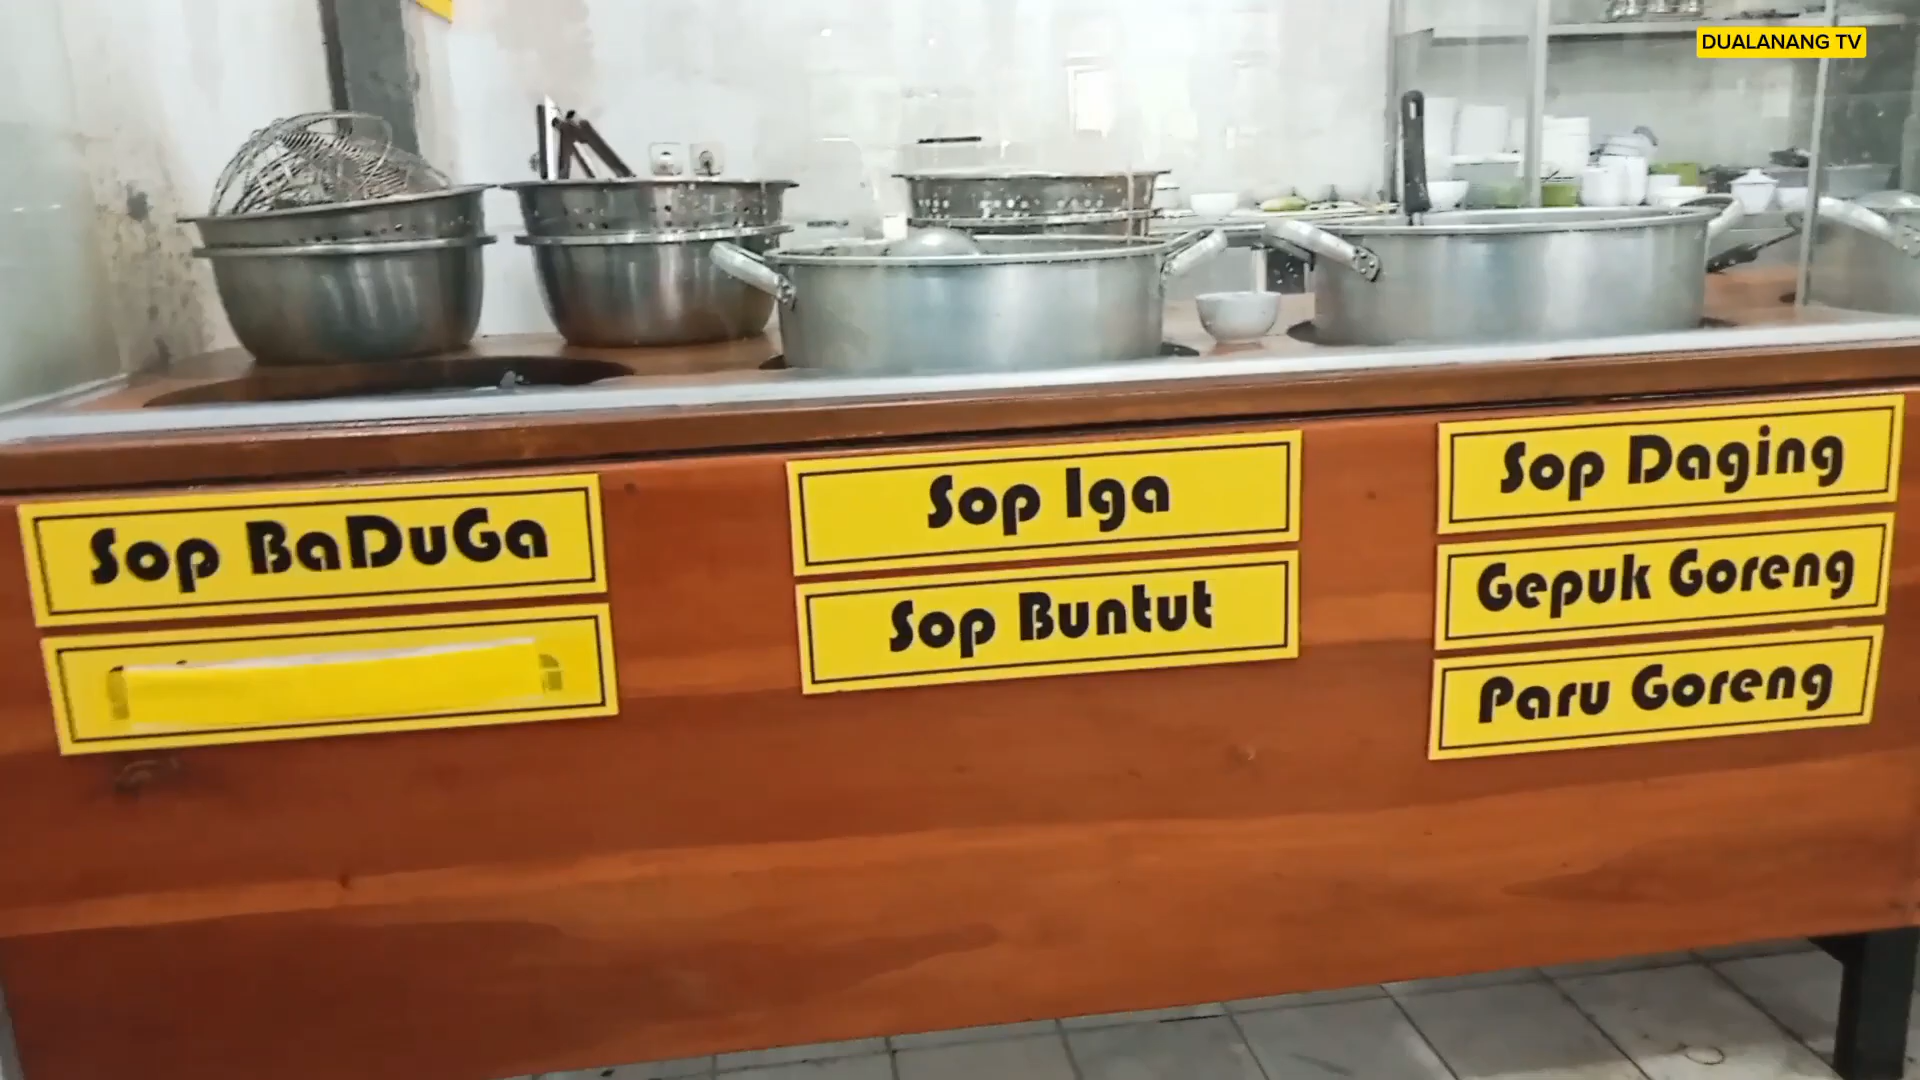 DUALANANG TV
Sop BaDuGa
Sop Iga
Sop Buntut
Sop Daging
Gepuk Goreng
Paru Goreng